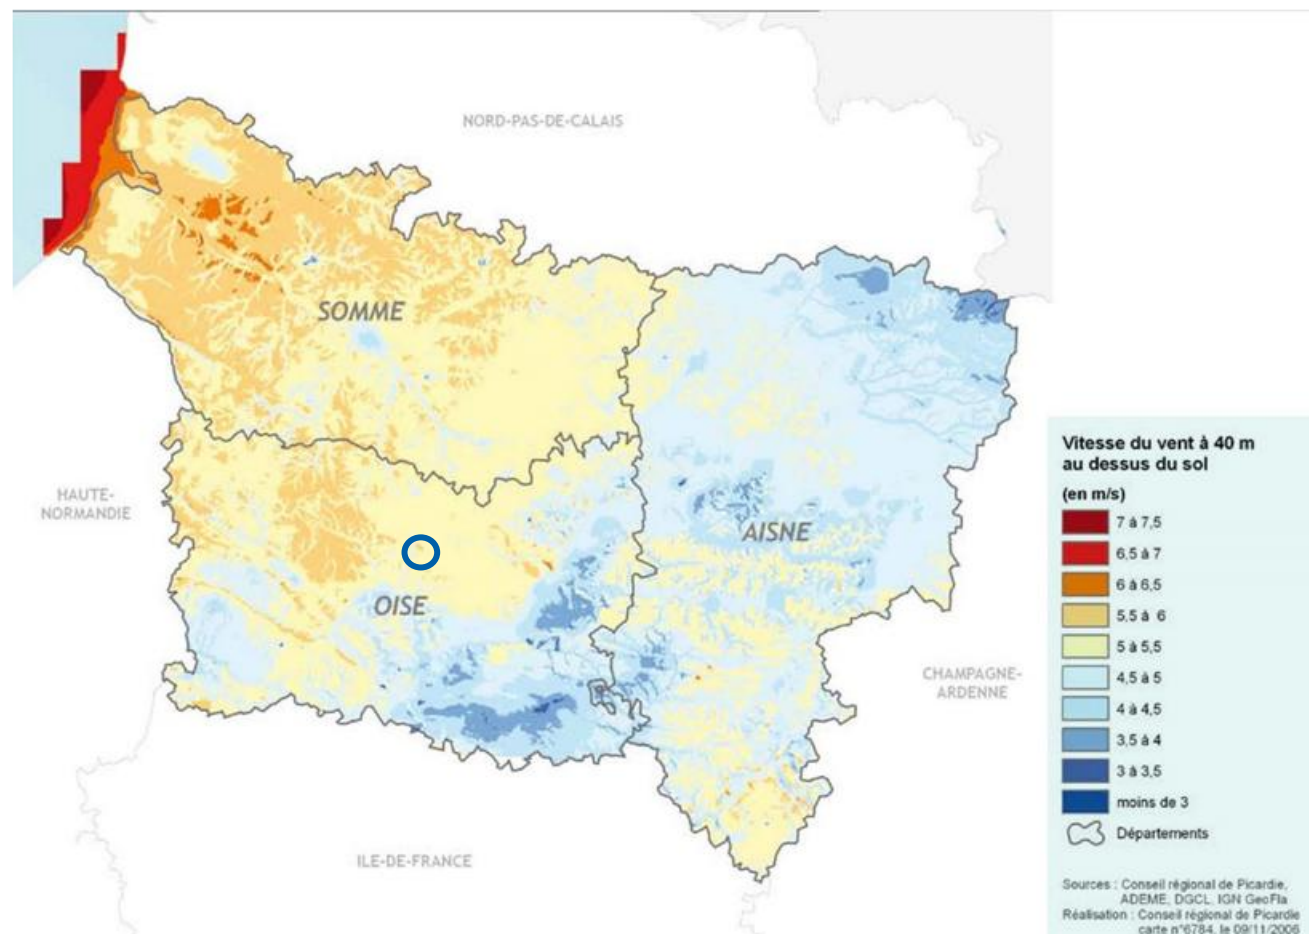 NORD-PAS-DE-CALAIS
SOMME
HAUTE-
NORMANDIE
AISNE
OISE
CHAMPAGNE-
ARDENNE
ILE-DE-FRANCE
Vitesse du vent à 40 m
au dessus du sol
(en m/s)
7 à 7,5
6,5 à 7
6 à 6,5
5,5 à 6
5 à 5,5
4,5 à 5
4 à 4,5
3,5 à 4
3 à 3,5
moins de 3
Départements
Sources : Conseil régional de Picardie,
ADEME, DGCL, IGN GeoFla
Réalisation : Conseil régional de Picardie
carte n°6784, le 09/11/2006